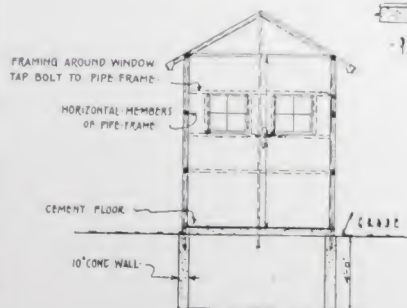 FRAMING AROUND WINDOW
TAP BOLT TO PIPE FRAME
HORIZONTAL MEMBERS
OF PIPE FRAME
CEMENT FLOOR
GRADE
10" CONC WALL